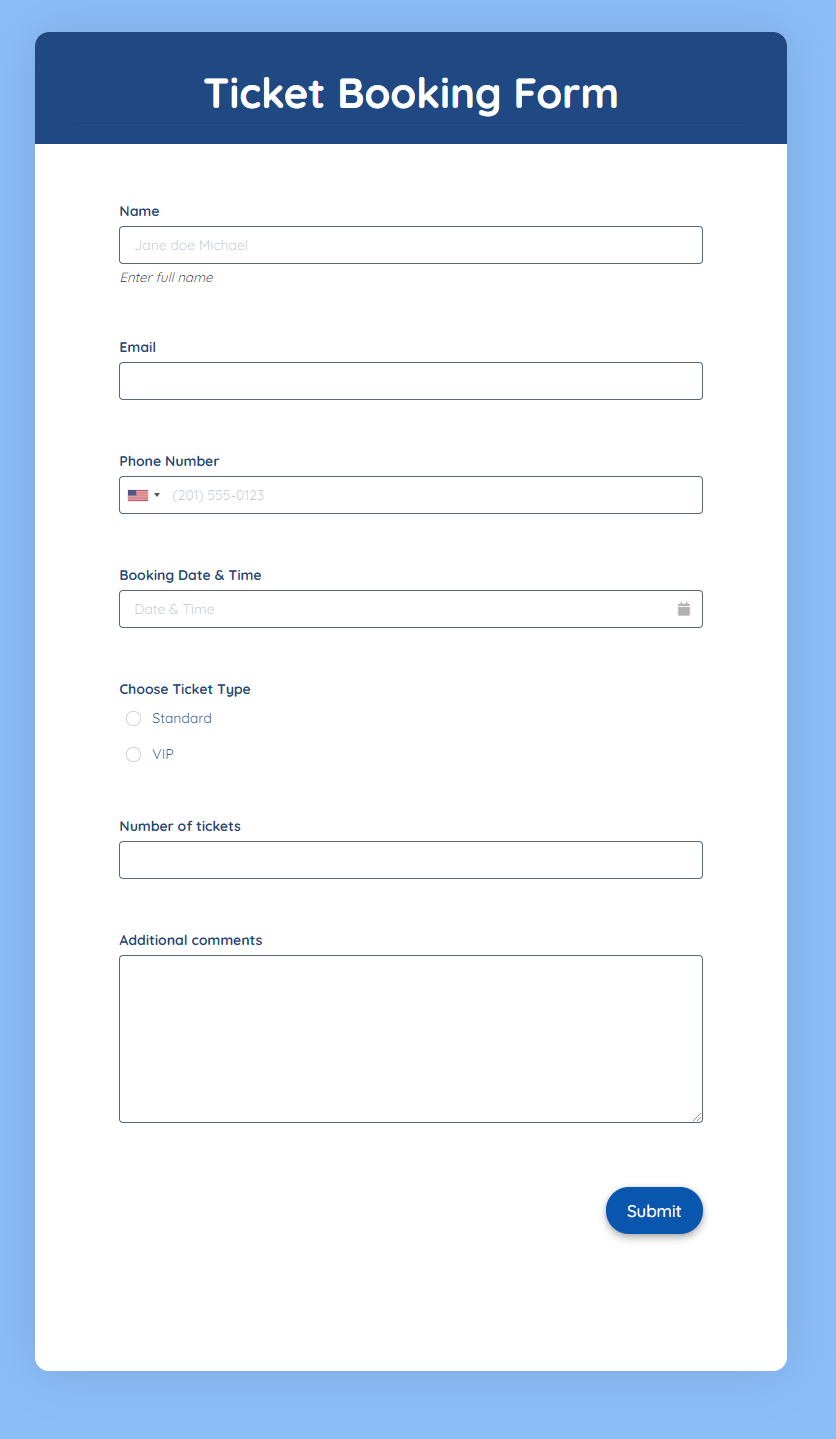 Ticket Booking Form
Name
Jane doe Michael
Enter full name
Email
Phone Number
(201) 555-0123
Booking Date & Time
Date & Time
Choose Ticket Type
Standard
VIP
Number of tickets
Additional comments
Submit